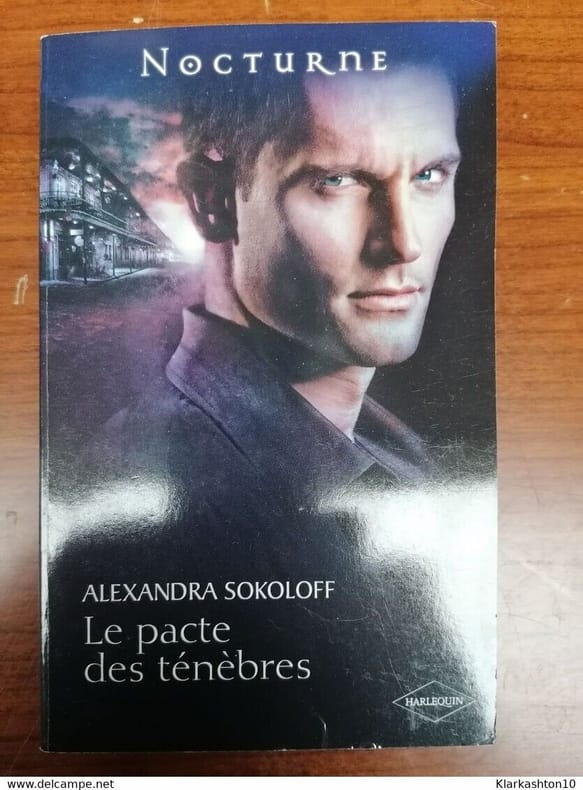 NOCTURNE
ALEXANDRA SOKOLOFF
Le pacte
des ténèbres
HARLEQUIN
www.delcampe.net
Klarkashton10